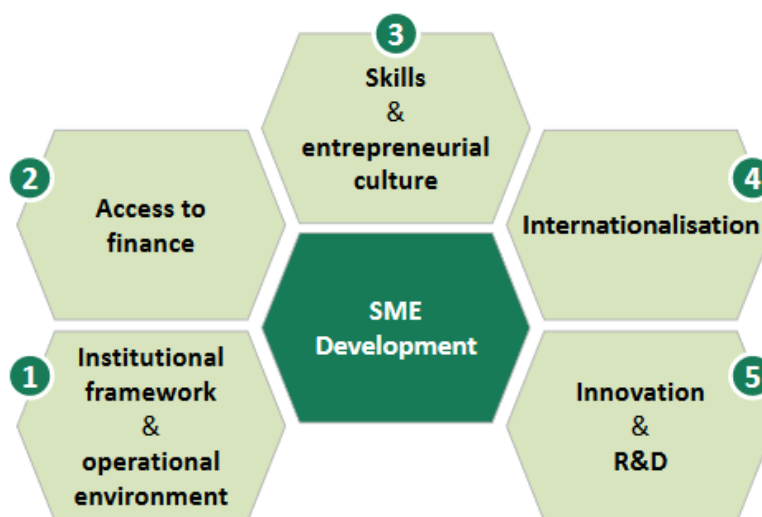 1
Institutional
framework
&
operational
environment
2
Access to
finance
3
Skills
&
entrepreneurial
culture
SME
Development
4
Internationalisation
5
Innovation
&
R&D